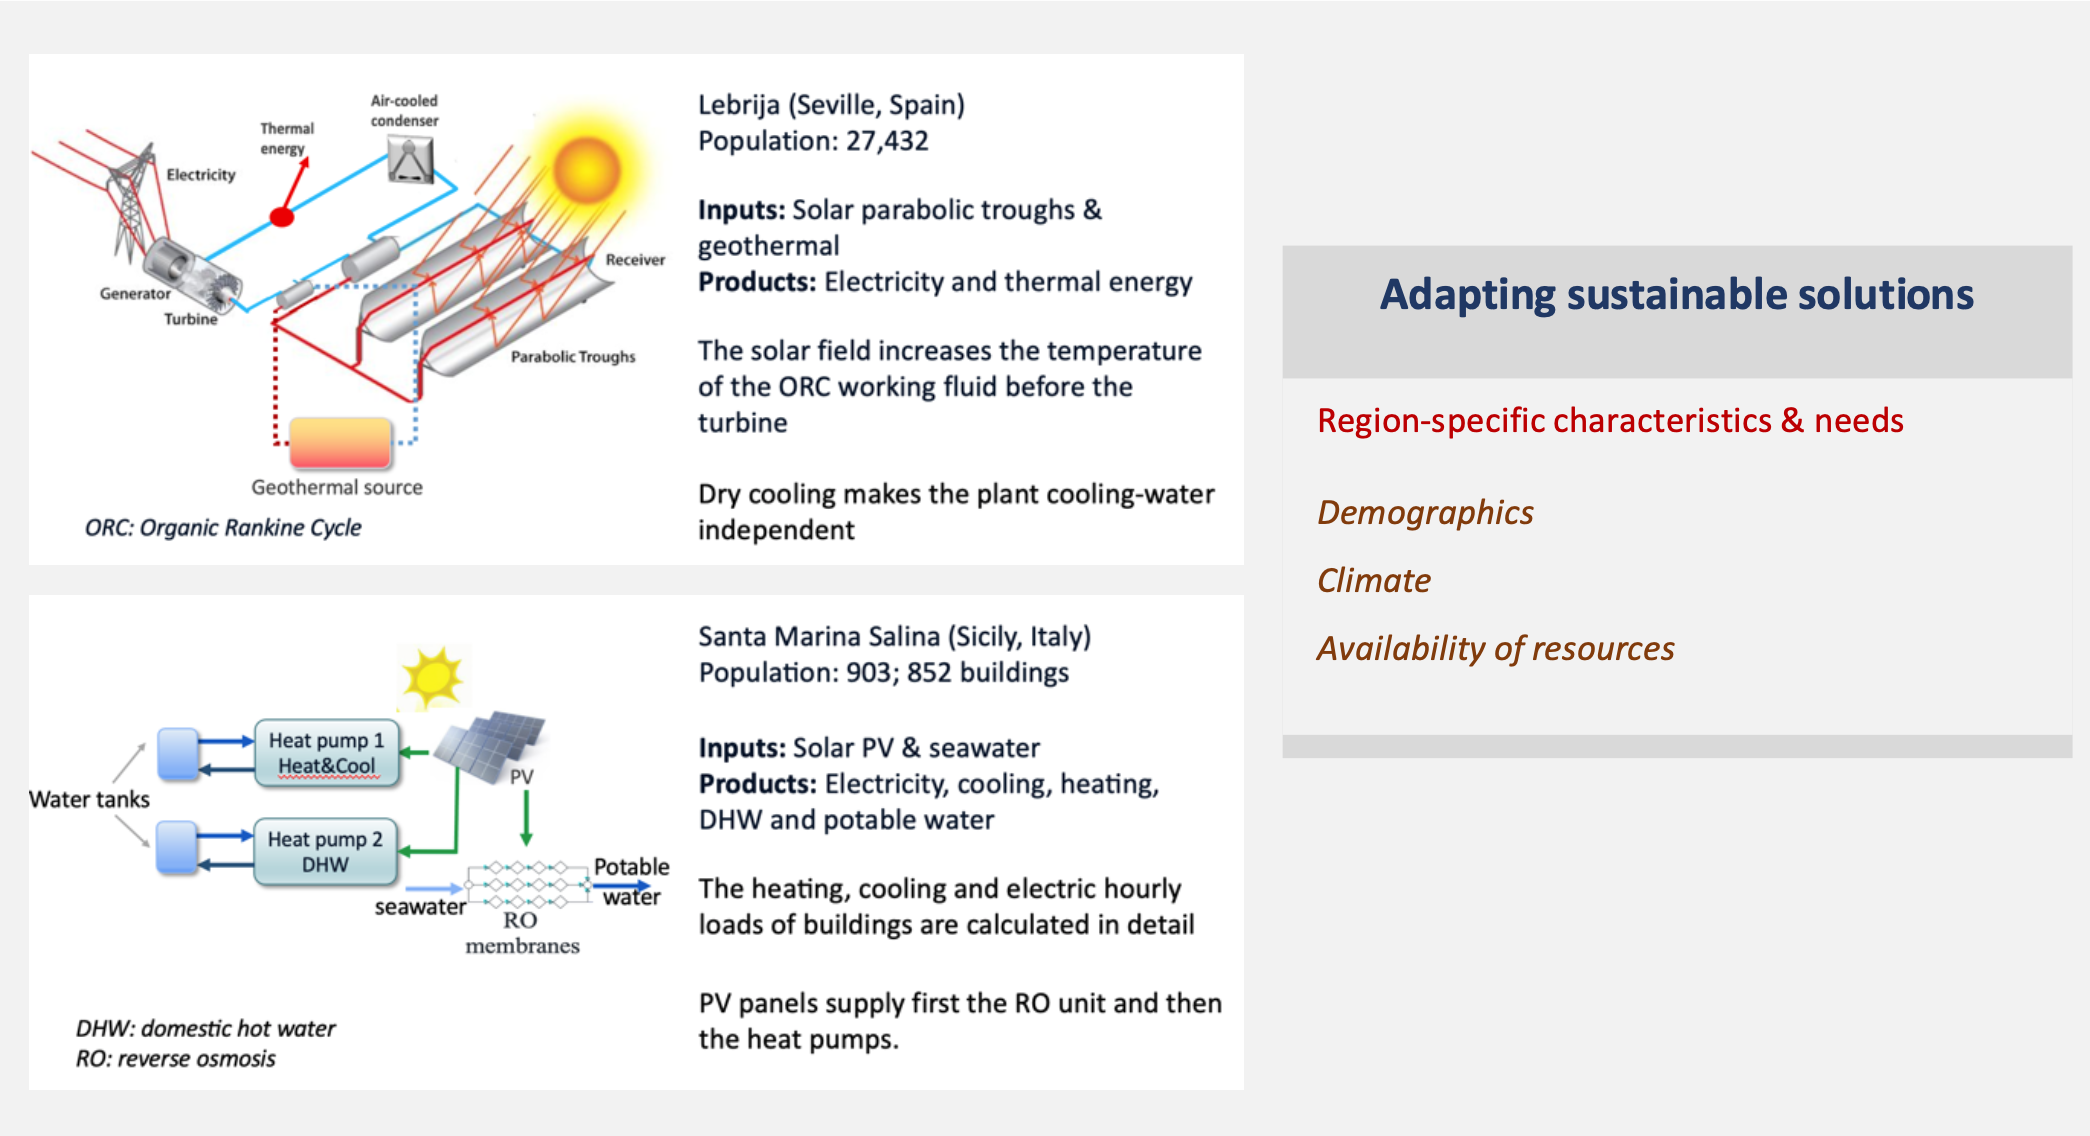 Air-cooled
condenser
Thermal
energy
Electricity
Receiver
Generator
Turbine
Parabolic Troughs
Geothermal source
ORC: Organic Rankine Cycle
Lebrija (Seville, Spain)
Population: 27,432
Inputs: Solar parabolic troughs &
geothermal
Products: Electricity and thermal energy
The solar field increases the temperature
of the ORC working fluid before the
turbine
Dry cooling makes the plant cooling-water
independent
Water tanks
Heat pump 1
Heat&Cool
PV
Heat pump 2
DHW
seawater
Potable
water
RO
membranes
DHW: domestic hot water
RO: reverse osmosis
Santa Marina Salina (Sicily, Italy)
Population: 903; 852 buildings
Inputs: Solar PV & seawater
Products: Electricity, cooling, heating,
DHW and potable water
The heating, cooling and electric hourly
loads of buildings are calculated in detail
PV panels supply first the RO unit and then
the heat pumps.
Adapting sustainable solutions
Region-specific characteristics & needs
Demographics
Climate
Availability of resources